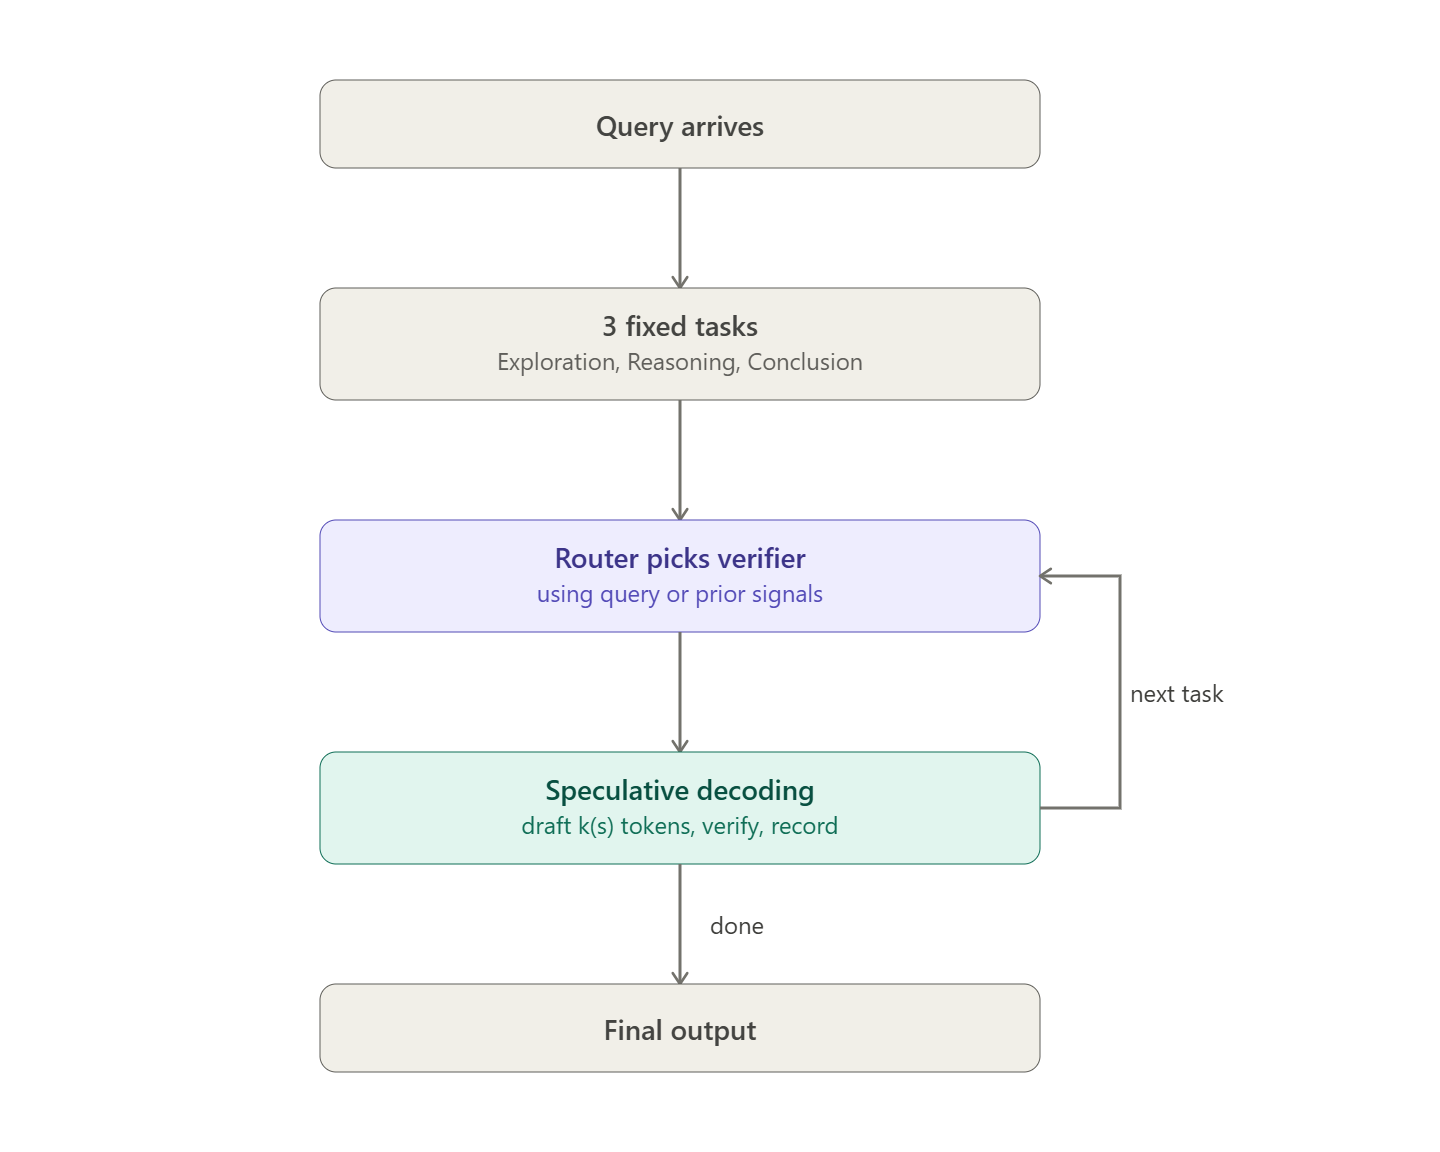 Query arrives
3 fixed tasks
Exploration, Reasoning, Conclusion
Router picks verifier
using query or prior signals
next task
Speculative decoding
draft k(s) tokens, verify, record
done
Final output